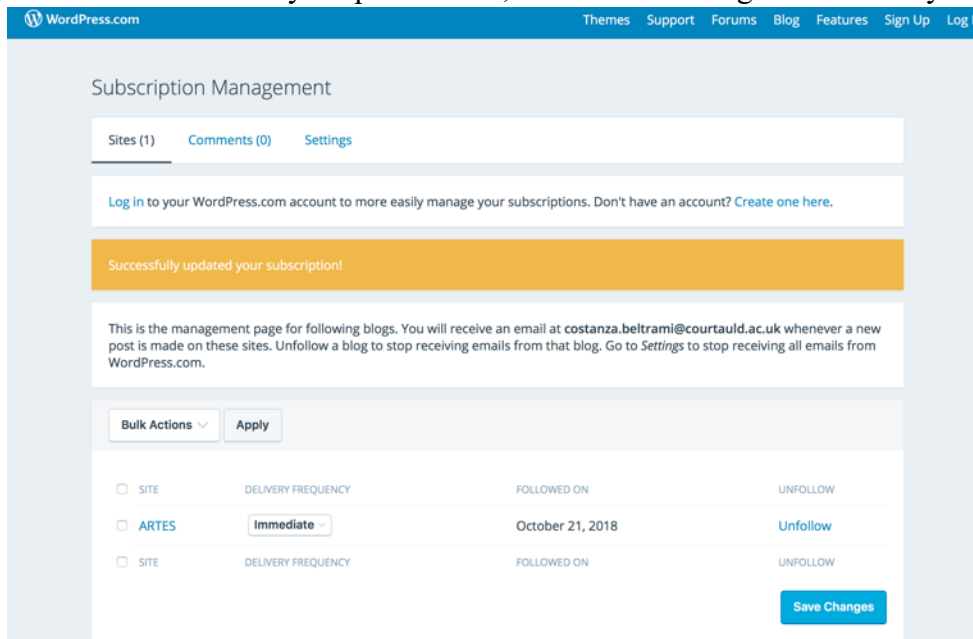 WordPress.com Themes Support Forums Blog Features Sign Up Log
Subscription Management
Sites (1) Comments (0) Settings
Log in to your WordPress.com account to more easily manage your subscriptions. Don't have an account? Create one here.
Successfully updated your subscription!
This is the management page for following blogs. You will receive an email at costanza.beltrami@courtauld.ac.uk whenever a new
post is made on these sites. Unfollow a blog to stop receiving emails from that blog. Go to Settings to stop receiving all emails from
WordPress.com.
Bulk Actions Apply
SITE DELIVERY FREQUENCY FOLLOWED ON UNFOLLOW
ARTES Immediate October 21, 2018 Unfollow
SITE DELIVERY FREQUENCY FOLLOWED ON UNFOLLOW
Save Changes